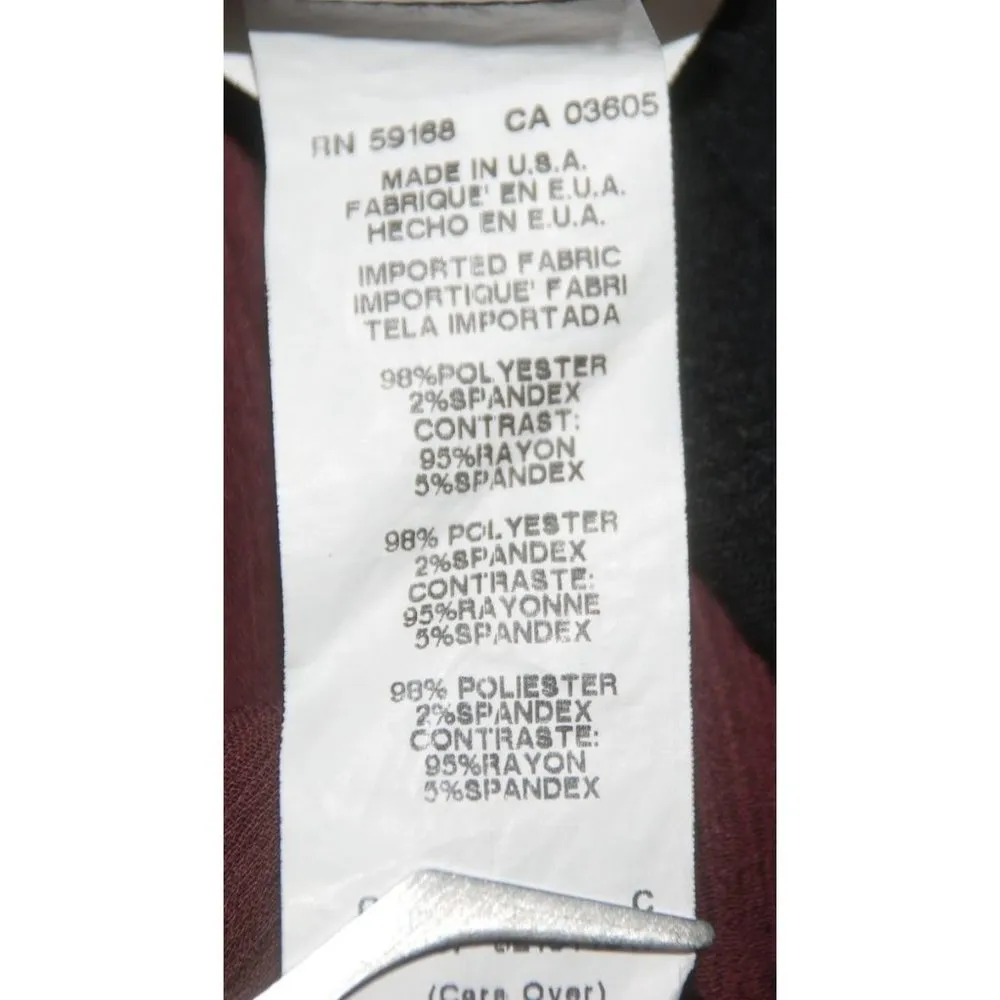 RN 59168 CA 03605
MADE IN U.S.A.
FABRIQUE' EN E.U.A.
HECHO EN E.U.A.
IMPORTED FABRIC
IMPORTIQUE' FABRI
TELA IMPORTADA
98%POLYESTER
2%SPANDEX
CONTRAST:
95%RAYON
5%SPANDEX
98% POLYESTER
2%SPANDEX
CONTRASTE:
95%RAYONNE
5%SPANDEX
98% POLIESTER
2%SPANDEX
CONTRASTE:
95%RAYON
5%SPANDEX
C
(Care Over)